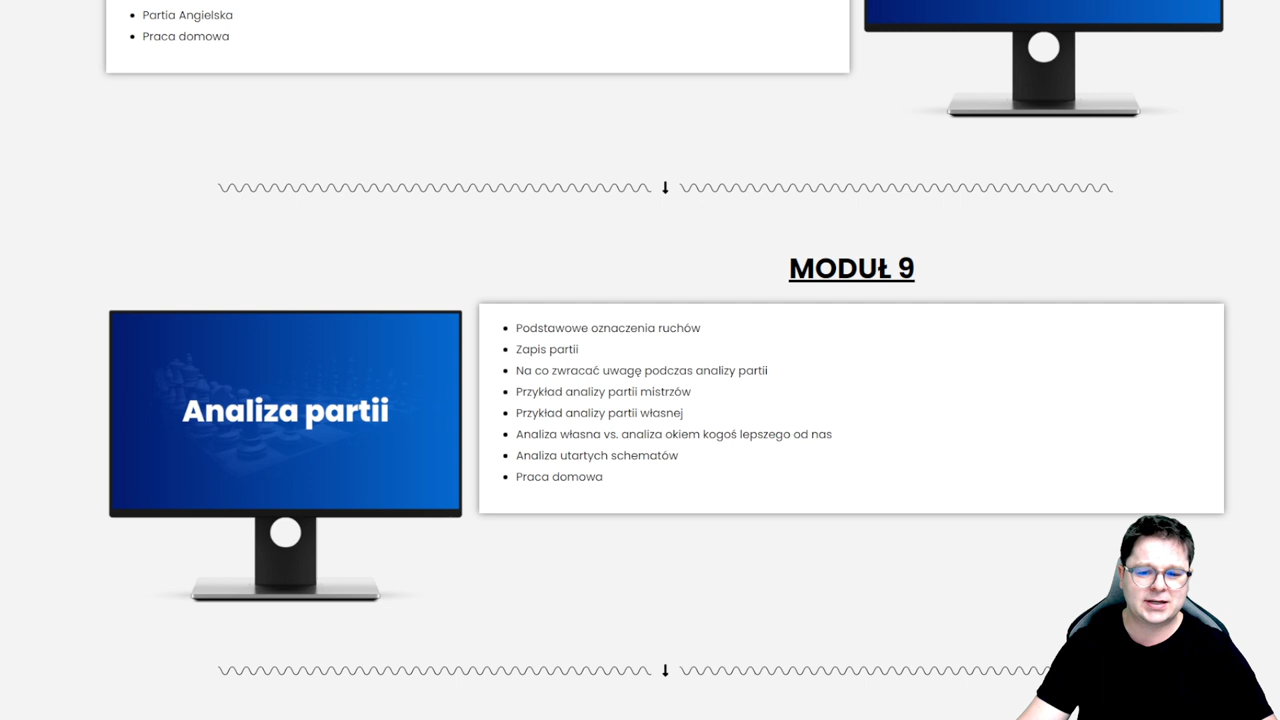 Partia Angielska
Praca domowa
MODUŁ 9
Analiza partii
Podstawowe oznaczenia ruchów
Zapis partii
Na co zwracać uwagę podczas analizy partii
Przykład analizy partii mistrzów
Przykład analizy partii własnej
Analiza własna vs. analiza okiem kogoś lepszego od nas
Analiza utartych schematów
Praca domowa